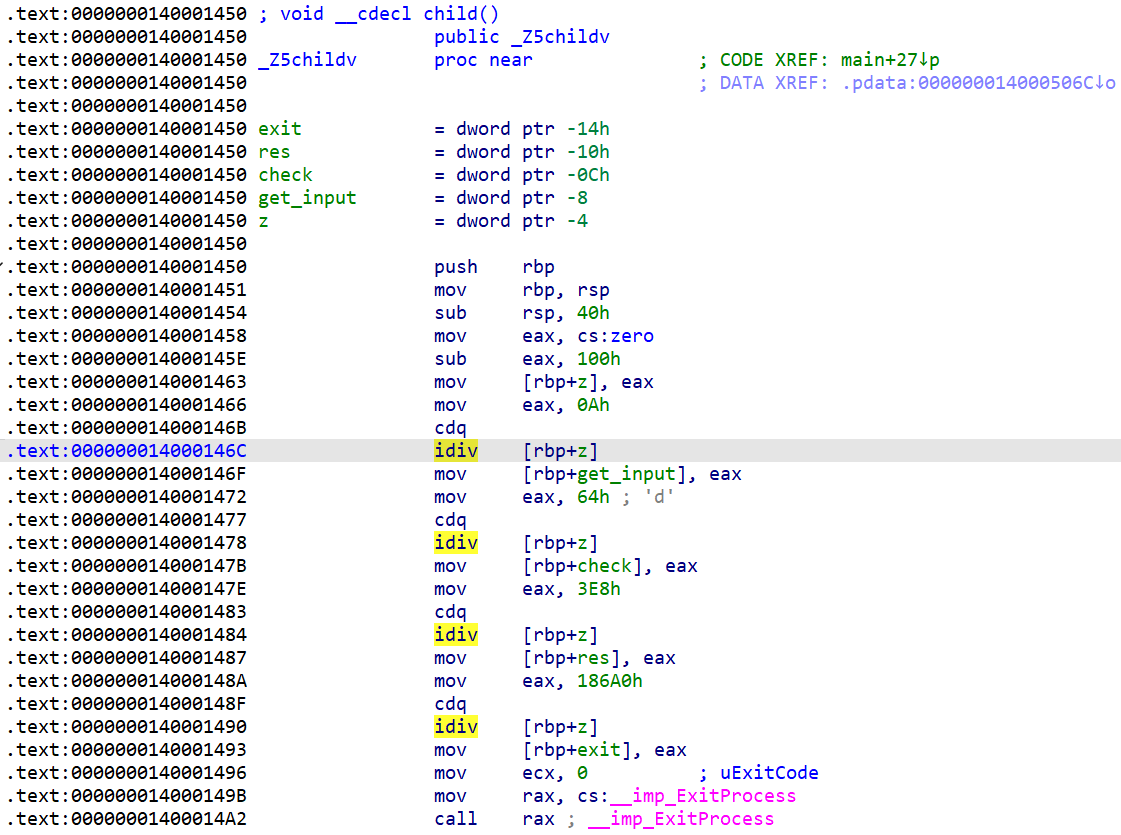 .text:0000000140001450 ; void __cdecl child()
.text:0000000140001450 public _Z5childv
.text:0000000140001450 _Z5childv proc near ; CODE XREF: main+27↓p
.text:0000000140001450 ; DATA XREF: .pdata:000000014000506C↓o
.text:0000000140001450
.text:0000000140001450 exit = dword ptr -14h
.text:0000000140001450 res = dword ptr -10h
.text:0000000140001450 check = dword ptr -0Ch
.text:0000000140001450 get_input = dword ptr -8
.text:0000000140001450 z = dword ptr -4
.text:0000000140001450
.text:0000000140001450 push rbp
.text:0000000140001451 mov rbp, rsp
.text:0000000140001454 sub rsp, 40h
.text:0000000140001458 mov eax, cs:zero
.text:000000014000145E sub eax, 100h
.text:0000000140001463 mov [rbp+z], eax
.text:0000000140001466 mov eax, 0Ah
.text:000000014000146B cdq
.text:000000014000146C idiv [rbp+z]
.text:000000014000146F mov [rbp+get_input], eax
.text:0000000140001472 mov eax, 64h ; 'd'
.text:0000000140001477 cdq
.text:0000000140001478 idiv [rbp+z]
.text:000000014000147B mov [rbp+check], eax
.text:000000014000147E mov eax, 3E8h
.text:0000000140001483 cdq
.text:0000000140001484 idiv [rbp+z]
.text:0000000140001487 mov [rbp+res], eax
.text:000000014000148A mov eax, 186A0h
.text:000000014000148F cdq
.text:0000000140001490 idiv [rbp+z]
.text:0000000140001493 mov [rbp+exit], eax
.text:0000000140001496 mov ecx, 0 ; uExitCode
.text:000000014000149B mov rax, cs:__imp_ExitProcess
.text:00000001400014A2 call rax ; __imp_ExitProcess